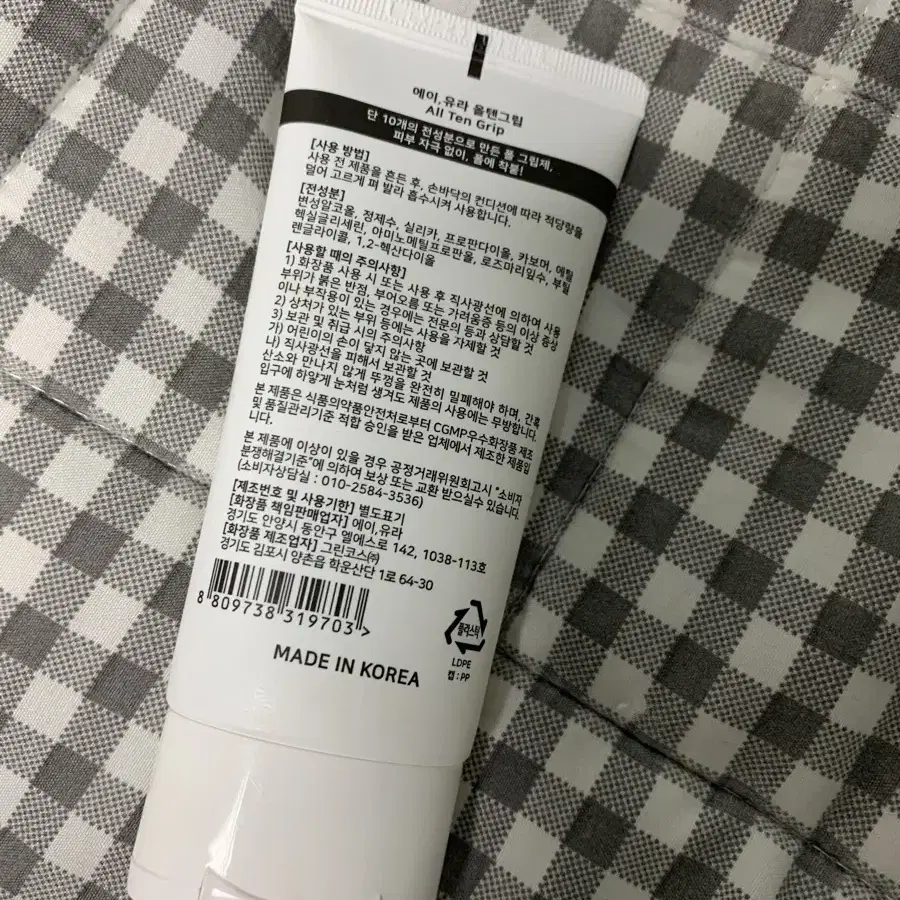 에이,유라 올텐그립
All Ten Grip
단 10개의 전성분으로 만든 폴 그립제,
피부 자극 없이, 폴에 착붙!
[사용 방법]
사용 전 제품을 흔든 후, 손바닥의 컨디션에 따라 적당량을
덜어 고르게 펴 발라 흡수시켜 사용합니다.
[전성분]
변성알코올, 정제수, 실리카, 프로판다이올, 카보머, 에틸
헥실글리세린, 아미노메틸프로판올, 로즈마리잎수, 부틸
렌글라이콜, 1,2-헥산다이올
[사용할 때의 주의사항]
1) 화장품 사용 시 또는 사용 후 직사광선에 의하여 사용
부위가 붉은 반점, 부어오름 또는 가려움증 등의 이상 증상
이나 부작용이 있는 경우에는 전문의 등과 상담할 것
2) 상처가 있는 부위 등에는 사용을 자제할 것
3) 보관 및 취급 시의 주의사항
가) 어린이의 손이 닿지 않는 곳에 보관할 것
나) 직사광선을 피해서 보관할 것
산소와 만나지 않게 뚜껑을 완전히 밀폐해야 하며, 간혹
입구에 하얗게 눈처럼 생겨도 제품의 사용에는 무방합니다.
본 제품은 식품의약품안전처로부터 CGMP우수화장품 제조
및 품질관리기준 적합 승인을 받은 업체에서 제조한 제품입
니다.
본 제품에 이상이 있을 경우 공정거래위원회고시 "소비자
분쟁해결기준"에 의하여 보상 또는 교환 받으실수 있습니다.
(소비자상담실 : 010-2584-3536)
[제조번호 및 사용기한] 별도표기
[화장품 책임판매업자] 에이,유라
경기도 안양시 동안구 엘에스로 142, 1038-113호
[화장품 제조업자] 그린코스㈜
경기도 김포시 양촌읍 학운산단 1로 64-30
8 809738 319703 >
플라스틱
LDPE
캡 : PP
MADE IN KOREA